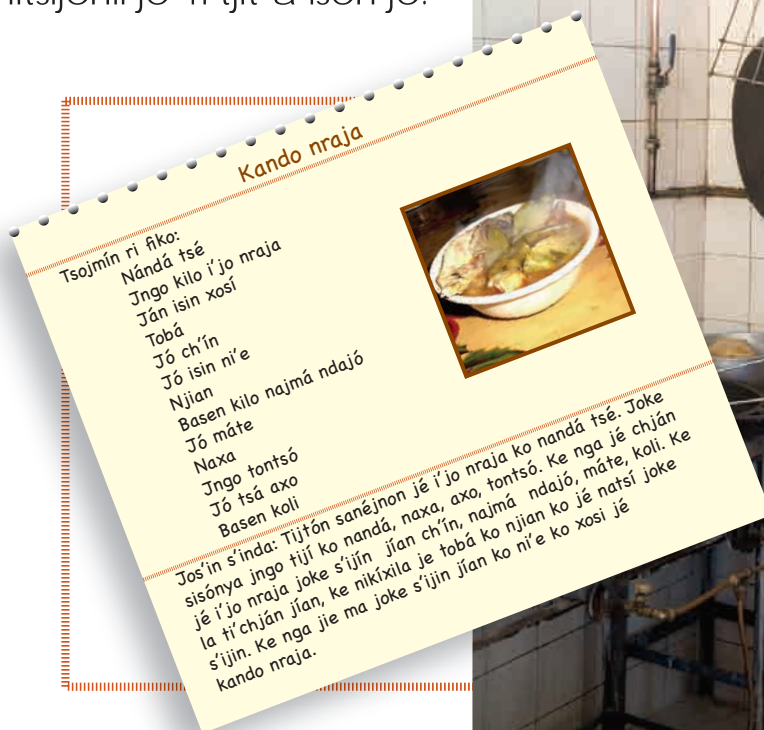 Kando nraja
Tsojmín ri fiko:
Nándá tsé
Jngo kilo i'jo nraja
Ján isin xosí
Tobá
Jó ch'ín
Jó isin ni'e
Njian
Basen kilo najmá ndajó
Jó máte
Naxa
Jngo tontsó
Jó tsá axo
Basen koli
Jos'in s'inda: Tijtón sanéjnon jé i'jo nraja ko nandá tsé. Joke
sisónya jngo tijí ko nandá, naxa, axo, tontsó. Ke nga jé chján
jé i'jo nraja joke s'ijín jían ch'ín, najmá ndajó, máte, koli. Ke
la ti'chján jían, ke nikíxila je tobá ko njian ko jé natsí joke
s'ijin. Ke nga jie ma joke s'ijin jían ko ni'e ko xosi jé
kando nraja.